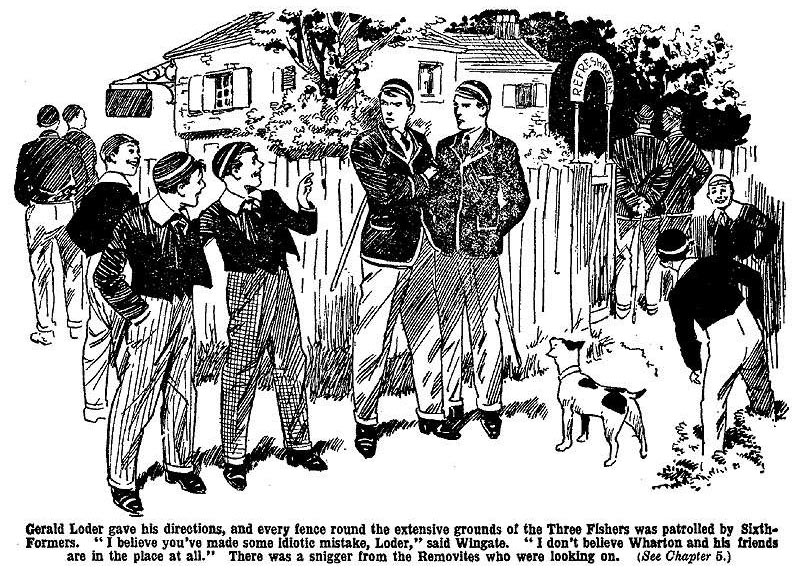 REFRESHMEN
Gerald Loder gave his directions, and every fence round the extensive grounds of the Three Fishers was patrolled by Sixth-
Formers. "I believe you've made some idiotic mistake, Loder," said Wingate. "I don't believe Wharton and his friends
are in the place at all." There was a snigger from the Removites who were looking on. (See Chapter 5.)